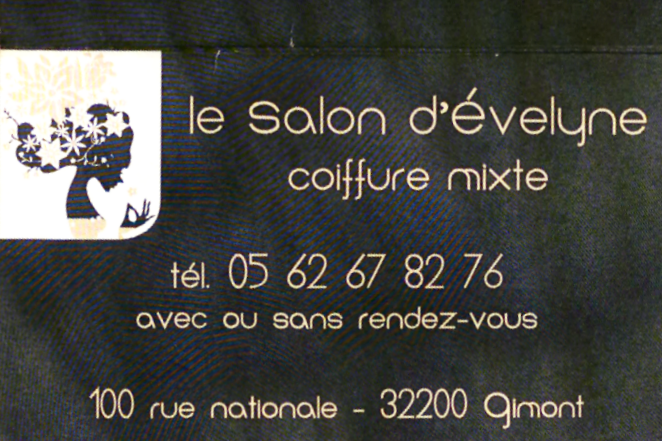 le Salon d'Évelyne
coiffure mixte
tél. 05 62 67 82 76
avec ou sans rendez-vous
100 rue nationale - 32200 Gimont